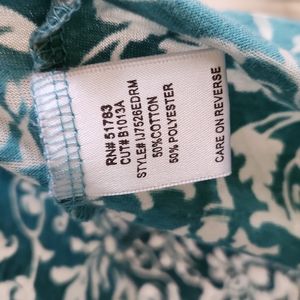 RN# 51783
CUT# B1013A
STYLE# IJ7526EDRM
50%COTTON
50% POLYESTER
CARE ON REVERSE